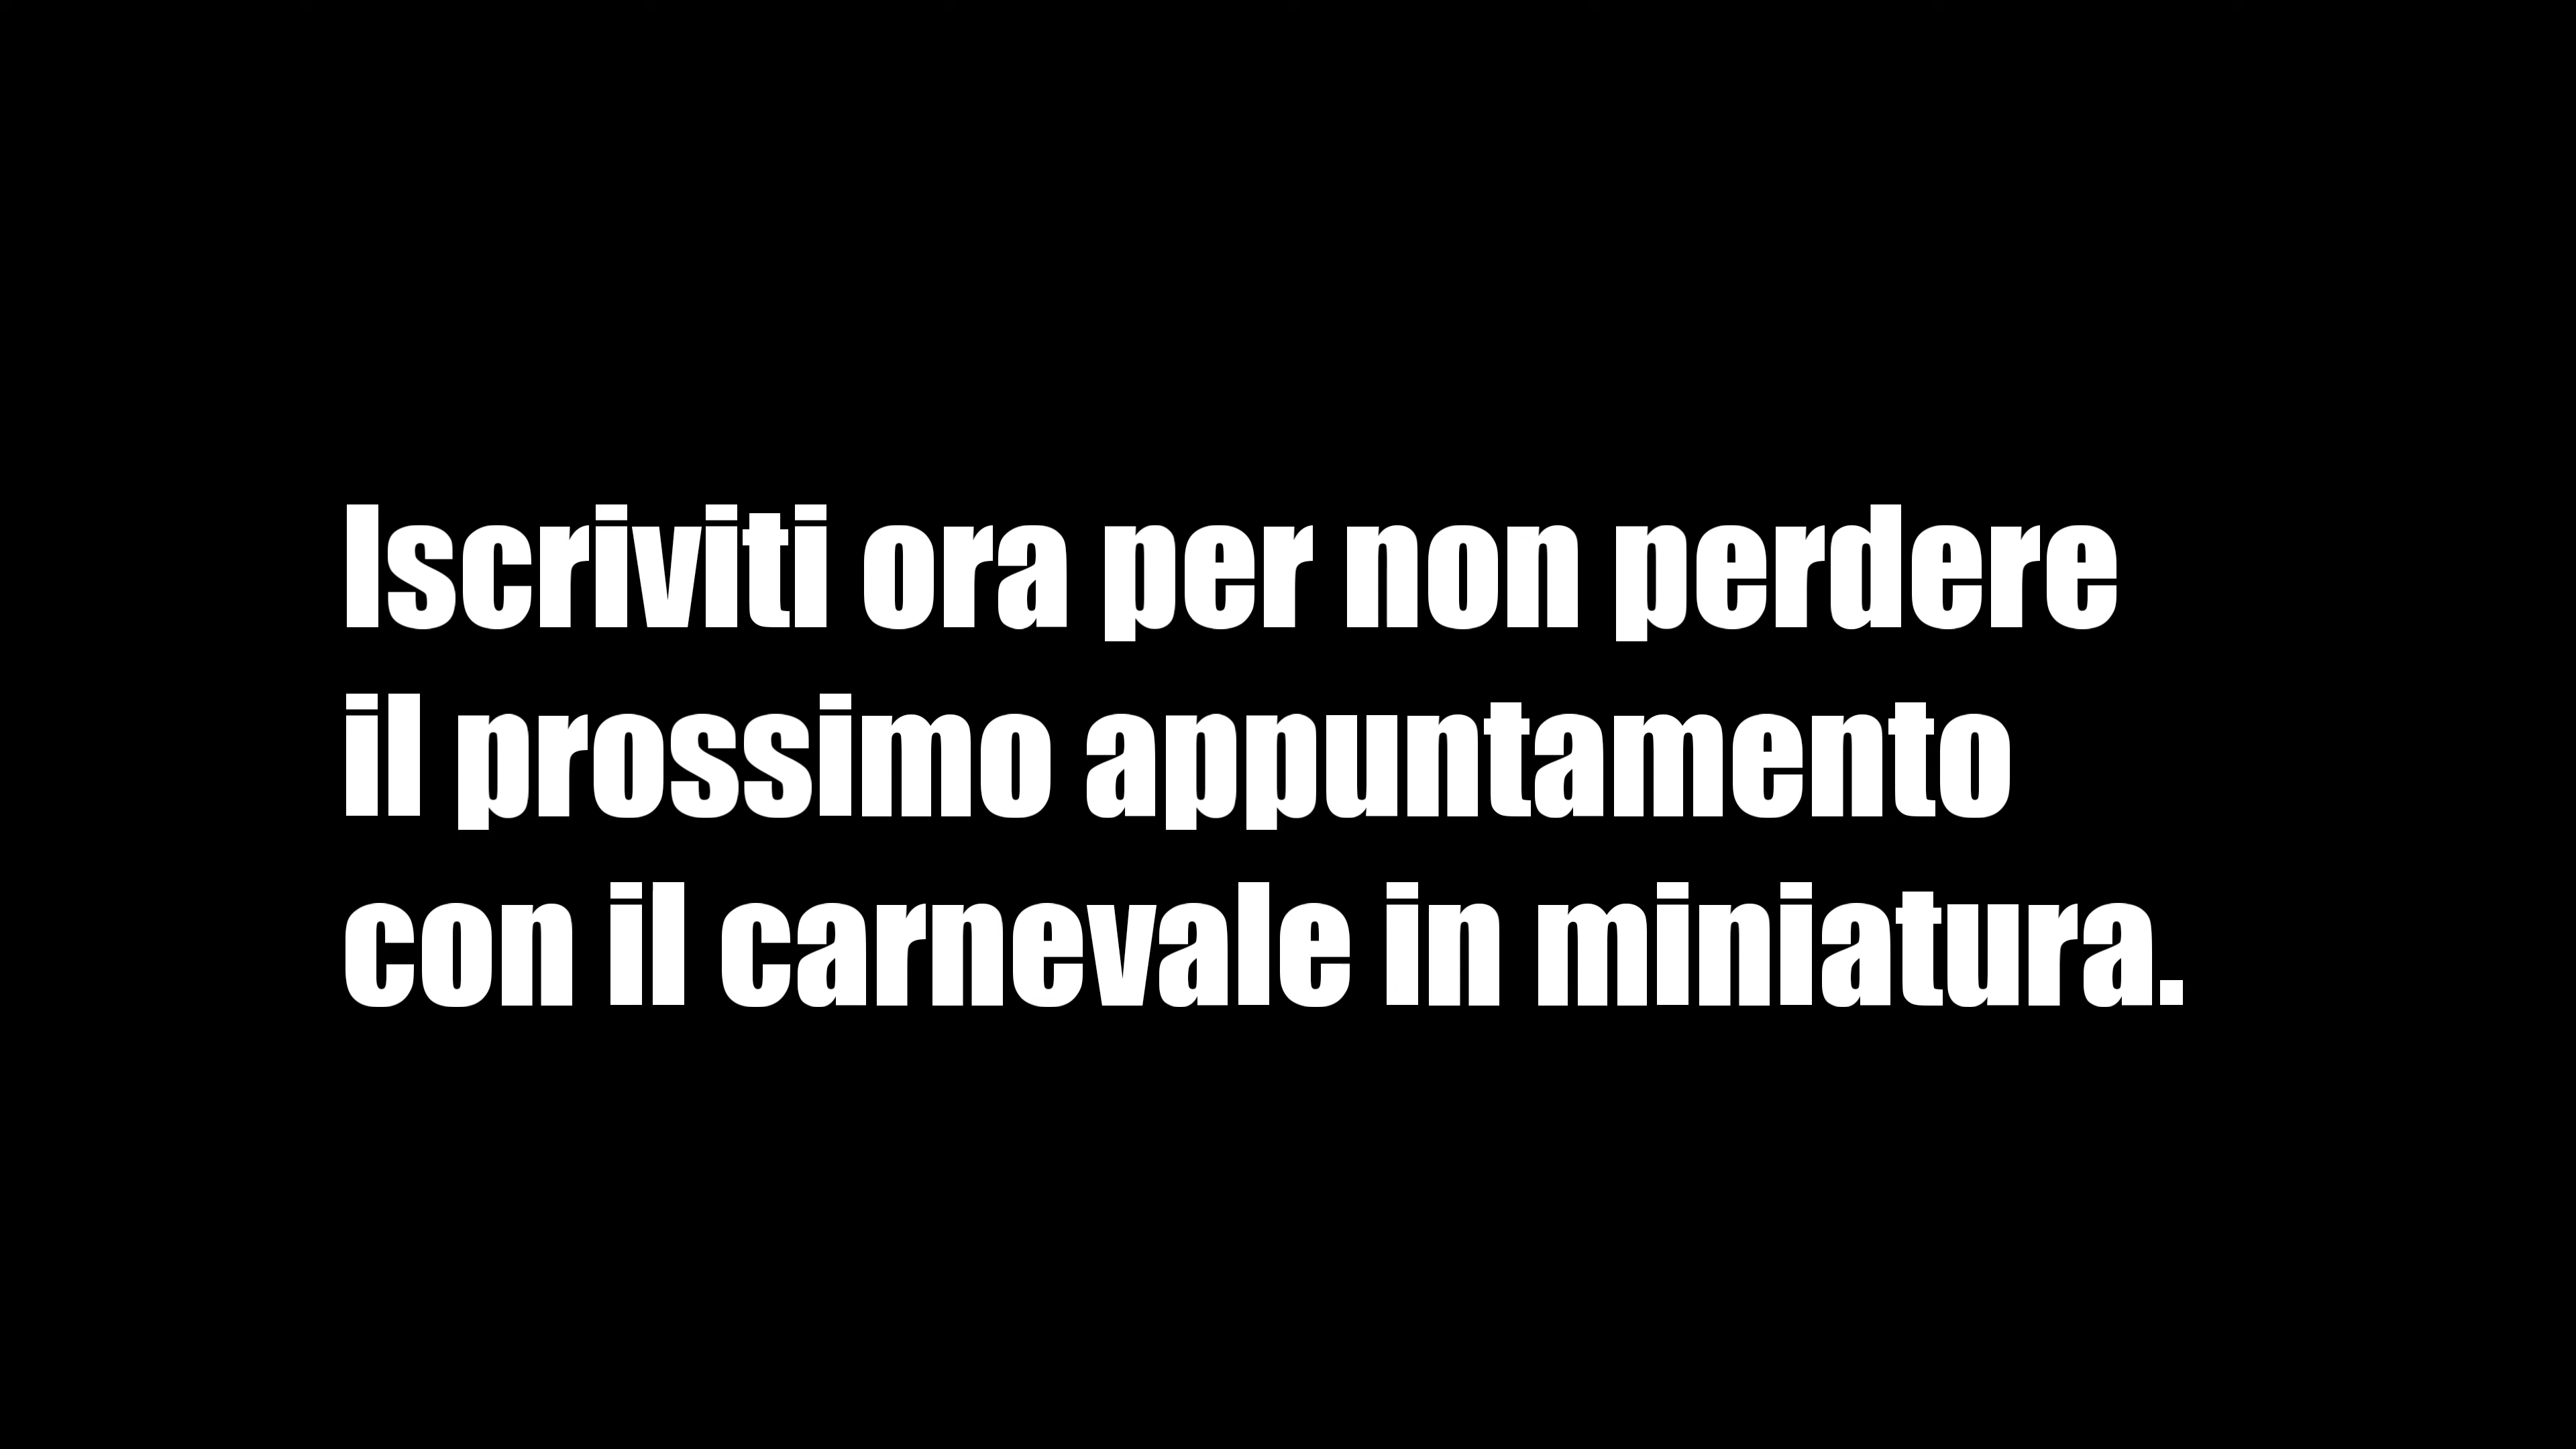 Iscriviti ora per non perdere
il prossimo appuntamento
con il carnevale in miniatura.